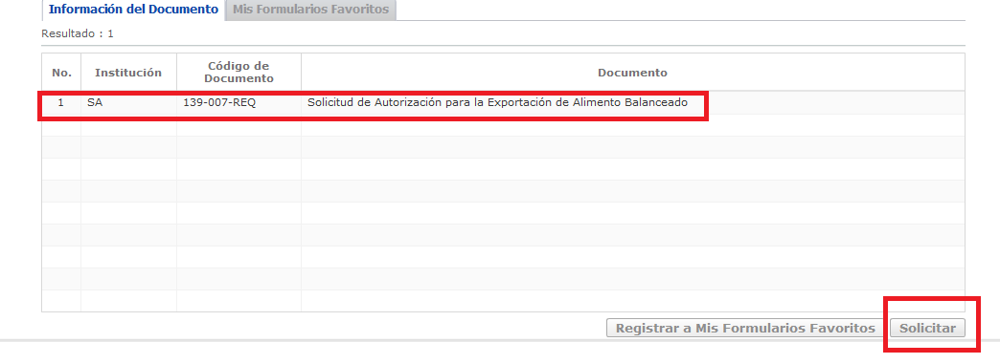 Información del Documento Mis Formularios Favoritos
Resultado : 1
No. Institución Código de Documento Documento
1 SA 139-007-REQ Solicitud de Autorización para la Exportación de Alimento Balanceado
Registrar a Mis Formularios Favoritos Solicitar